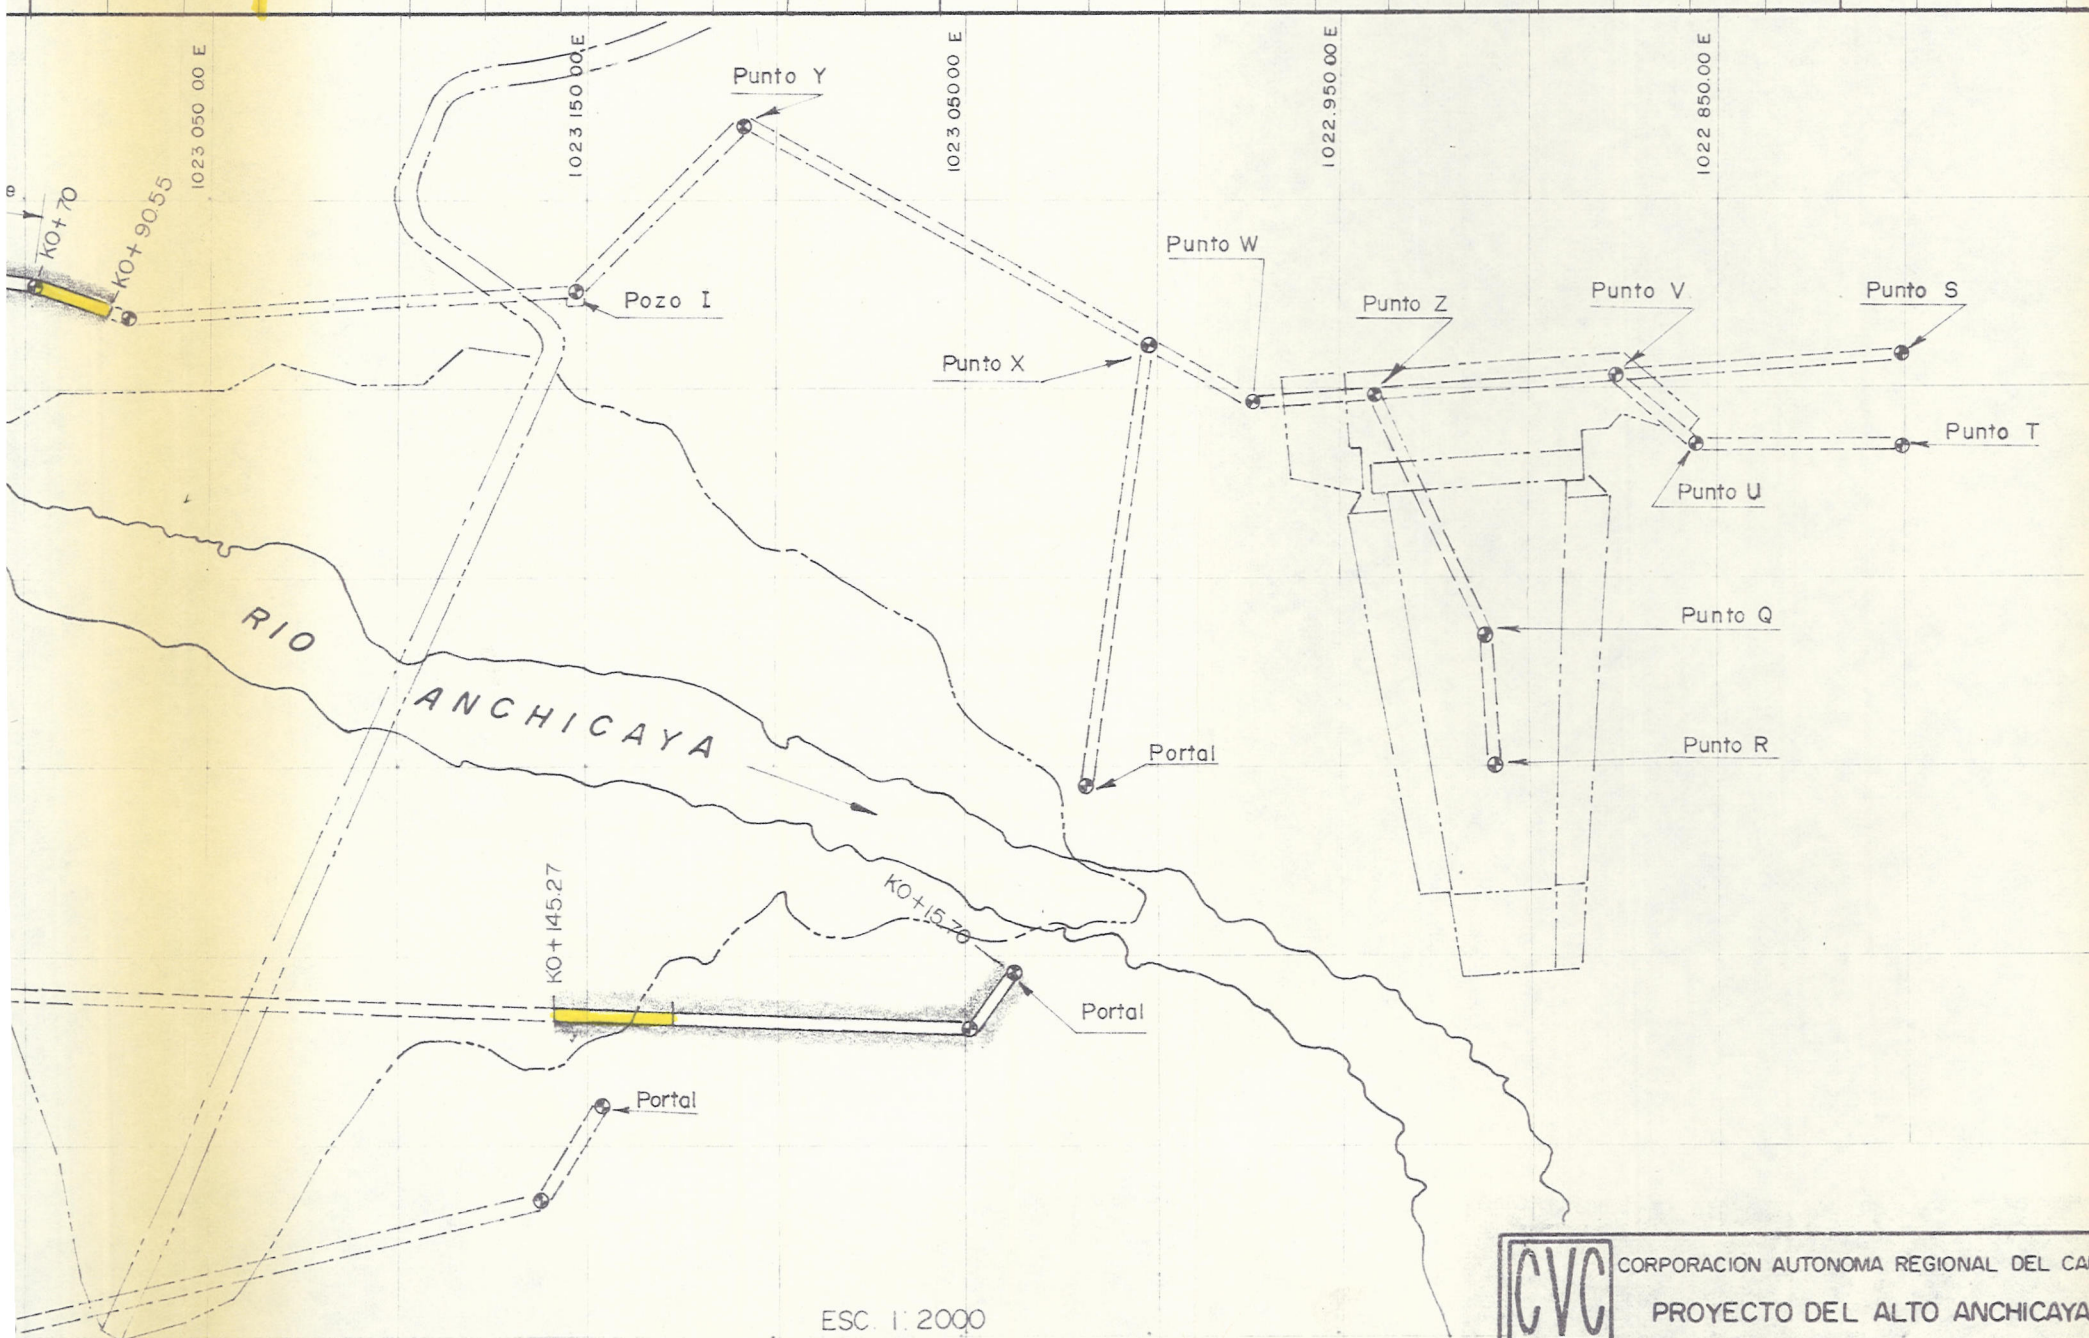 1023 050 00 E
1023 150 00 E
1023 050 00 E
1022.950 00 E
1022 850.00 E
Punto Y
e
KO+70
KO+90.55
Pozo I
Punto W
Punto X
Punto Z
Punto V
Punto S
Punto T
Punto U
Punto Q
Punto R
Portal
RIO
ANCHICAYA
KO+145.27
KO+15.7
Portal
Portal
ESC. 1: 2000
CVC
CORPORACION AUTONOMA REGIONAL DEL CA
PROYECTO DEL ALTO ANCHICAYA